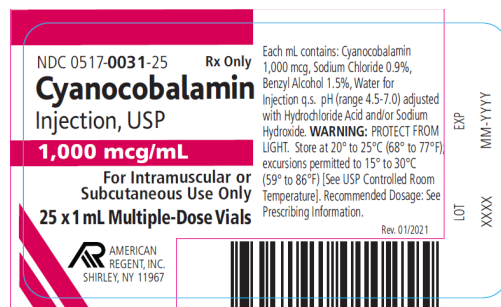 NDC 0517-0031-25 Rx Only
Cyanocobalamin
Injection, USP
1,000 mcg/mL
For Intramuscular or
Subcutaneous Use Only
25 x 1 mL Multiple-Dose Vials
AMERICAN
REGENT, INC.
SHIRLEY, NY 11967
Each mL contains: Cyanocobalamin
1,000 mcg, Sodium Chloride 0.9%,
Benzyl Alcohol 1.5%, Water for
Injection q.s. pH (range 4.5-7.0) adjusted
with Hydrochloride Acid and/or Sodium
Hydroxide. WARNING: PROTECT FROM
LIGHT. Store at 20° to 25°C (68° to 77°F);
excursions permitted to 15° to 30°C
(59° to 86°F) [See USP Controlled Room
Temperature]. Recommended Dosage: See
Prescribing Information.
Rev. 01/2021
EXP MM-YYYY
LOT XXXX